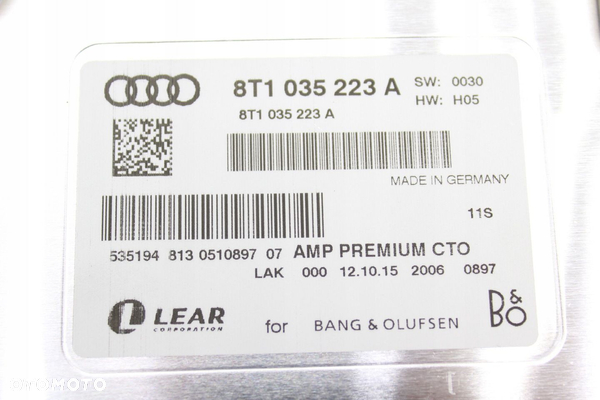 8T1 035 223 A
SW: 0030
HW: H05
8T1 035 223 A
MADE IN GERMANY
11S
535194 813 0510897 07 AMP PREMIUM CTO
LAK 000 12.10.15 2006 0897
LEAR
CORPORATION
for BANG & OLUFSEN
B&O
OTOMOTO